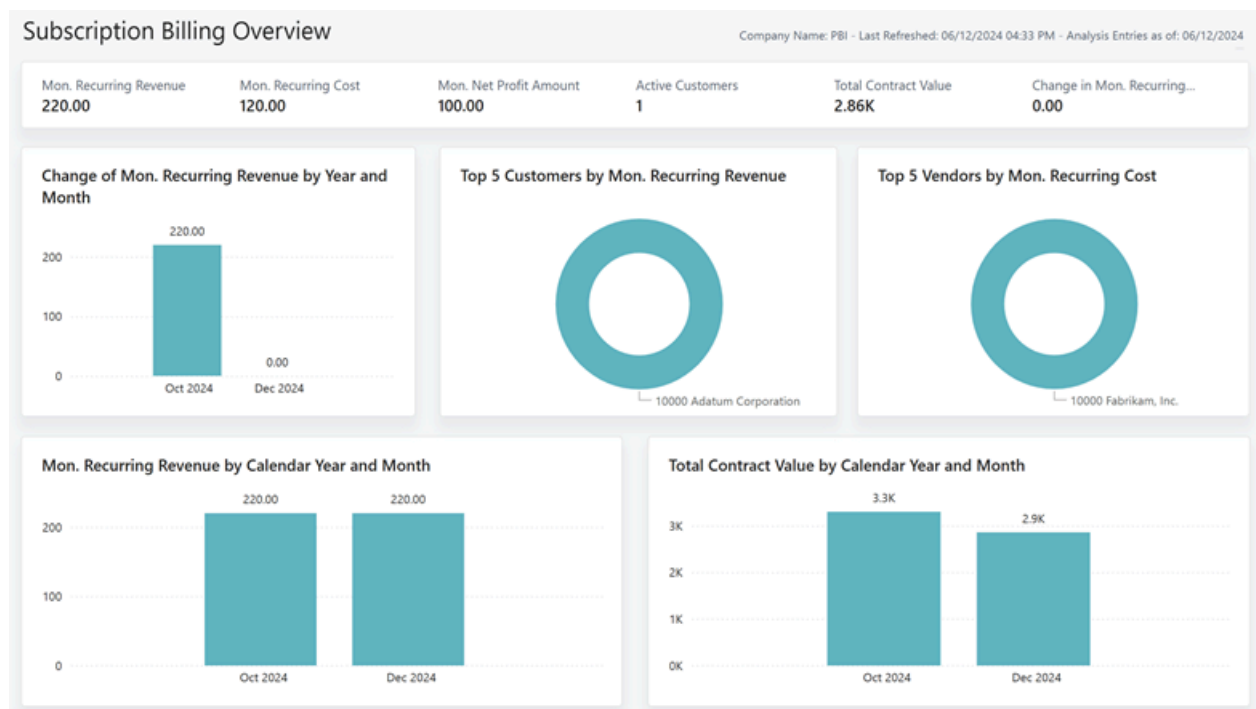 Subscription Billing Overview
Company Name: PBI - Last Refreshed: 06/12/2024 04:33 PM - Analysis Entries as of: 06/12/2024
Mon. Recurring Revenue
220.00
Mon. Recurring Cost
120.00
Mon. Net Profit Amount
100.00
Active Customers
1
Total Contract Value
2.86K
Change in Mon. Recurring...
0.00
Change of Mon. Recurring Revenue by Year and
Month
220.00
200
100
0.00
0
Oct 2024 Dec 2024
Top 5 Customers by Mon. Recurring Revenue
10000 Adatum Corporation
Top 5 Vendors by Mon. Recurring Cost
10000 Fabrikam, Inc.
Mon. Recurring Revenue by Calendar Year and Month
220.00 220.00
200
100
0
Oct 2024 Dec 2024
Total Contract Value by Calendar Year and Month
3.3K
2.9K
3K
2K
1K
0K
Oct 2024 Dec 2024